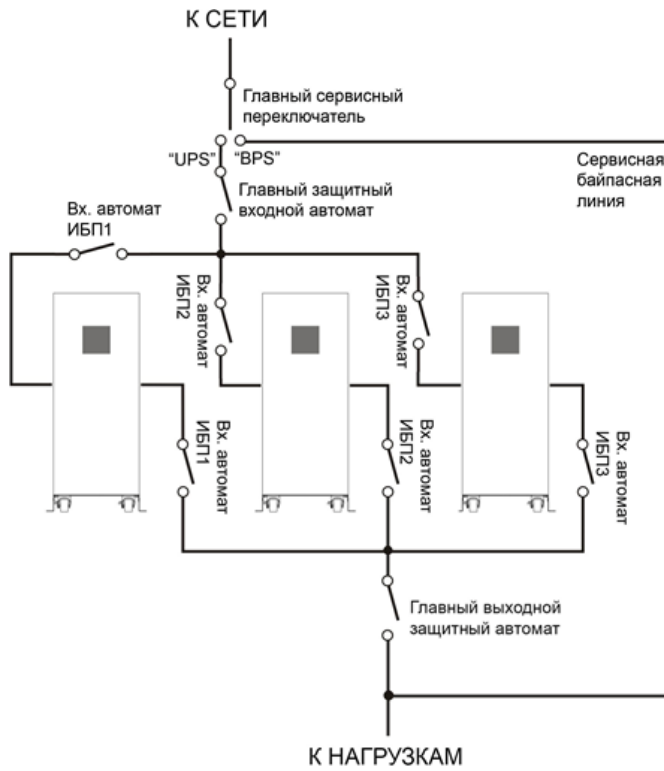 К СЕТИ
Главный сервисный
переключатель
“UPS”
“BPS”
Сервисная
байпасная
линия
Главный защитный
входной автомат
Вх. автомат
ИБП1
Вх. автомат
ИБП2
Вх. автомат
ИБП3
Вх. автомат
ИБП1
Вх. автомат
ИБП2
Вх. автомат
ИБП3
Главный выходной
защитный автомат
К НАГРУЗКАМ